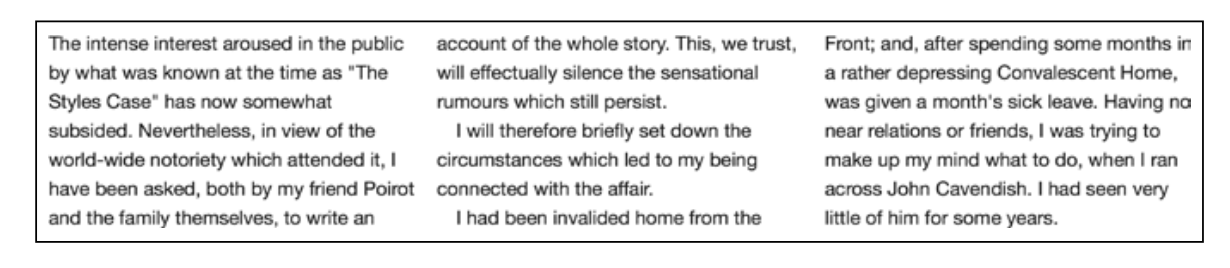 The intense interest aroused in the public
by what was known at the time as "The
Styles Case" has now somewhat
subsided. Nevertheless, in view of the
world-wide notoriety which attended it, I
have been asked, both by my friend Poirot
and the family themselves, to write an
account of the whole story. This, we trust,
will effectually silence the sensational
rumours which still persist.
I will therefore briefly set down the
circumstances which led to my being
connected with the affair.
I had been invalided home from the
Front; and, after spending some months in
a rather depressing Convalescent Home,
was given a month's sick leave. Having no
near relations or friends, I was trying to
make up my mind what to do, when I ran
across John Cavendish. I had seen very
little of him for some years.